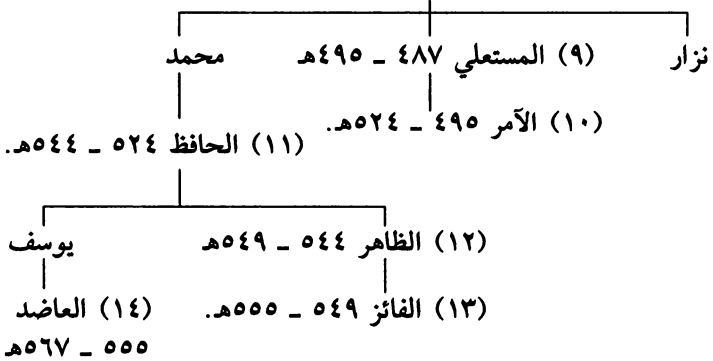 نزار (٩) المستعلي ٤٨٧ ـ ٤٩٥هـ محمد
(١٠) الآمر ٤٩٥ ـ ٥٢٤هـ.
(١١) الحافظ ٥٢٤ ـ ٥٤٤هـ.
(١٢) الظاهر ٥٤٤ ـ ٥٤٩هـ يوسف
(١٣) الفائز ٥٤٩ ـ ٥٥٥هـ. (١٤) العاضد
٥٥٥ ـ ٥٦٧هـ